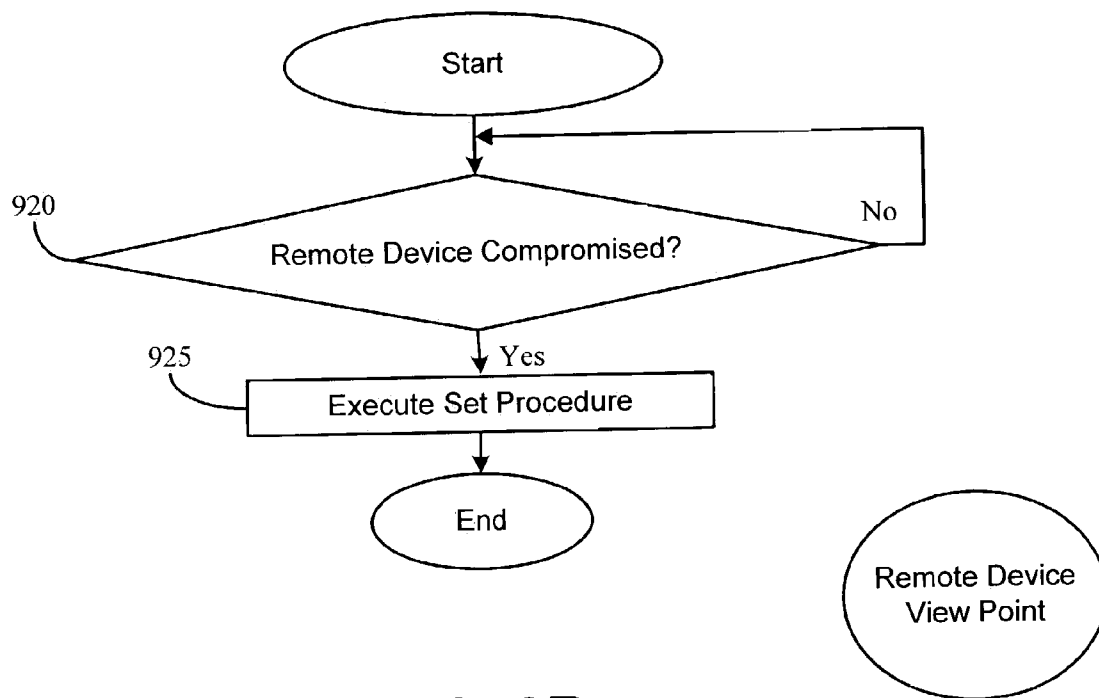 Start
920
No
Remote Device Compromised?
925
Yes
Execute Set Procedure
End
Remote Device
View Point